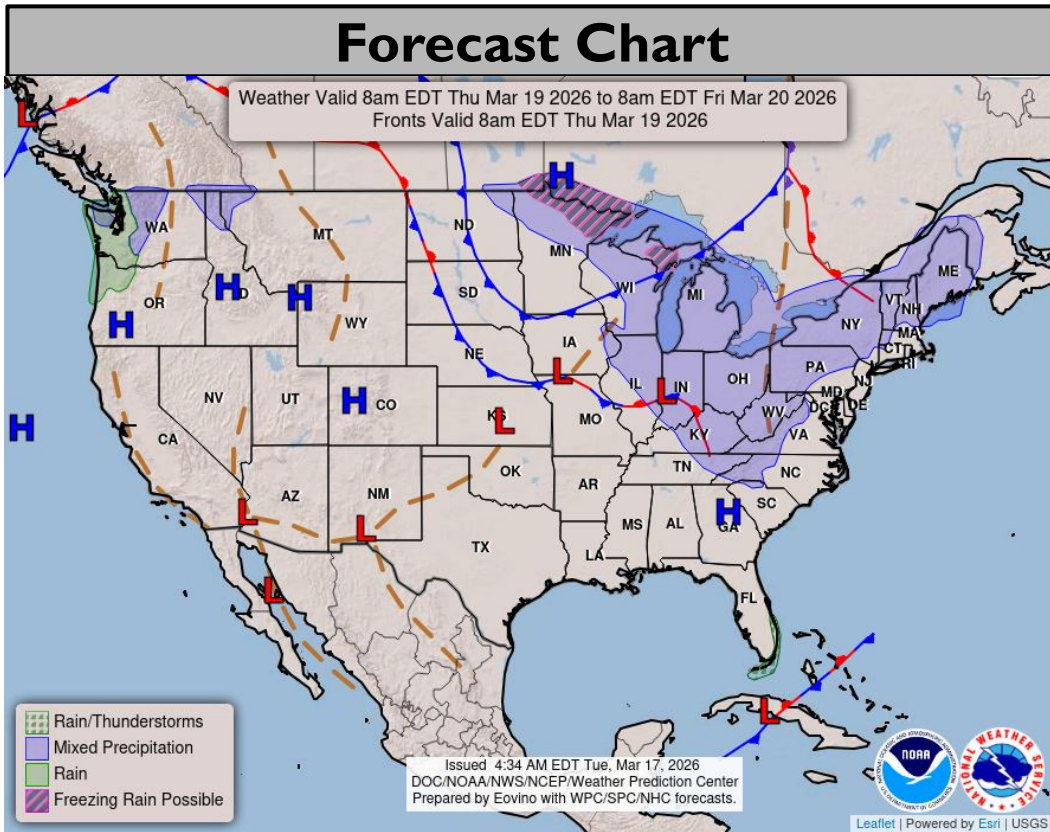 Forecast Chart
Weather Valid 8am EDT Thu Mar 19 2026 to 8am EDT Fri Mar 20 2026
Fronts Valid 8am EDT Thu Mar 19 2026
L
H
WA
MT
ND
MN
ME
OR
H
H
SD
WI
MI
VT
NH
H
WY
NY
MA
CT
RI
NE
IA
PA
NJ
NV
UT
H
CO
L
IL
L
IN
OH
MD
DE
DC
H
CA
KS
L
MO
WV
VA
KY
AZ
NM
OK
TN
NC
L
L
AR
MS
AL
H
GA
SC
TX
LA
L
FL
L
Rain/Thunderstorms
Mixed Precipitation
Rain
Freezing Rain Possible
Issued 4:34 AM EDT Tue, Mar 17, 2026
DOC/NOAA/NWS/NCEP/Weather Prediction Center
Prepared by Eovino with WPC/SPC/NHC forecasts.
NOAA
NATIONAL WEATHER SERVICE
Leaflet | Powered by Esri | USGS